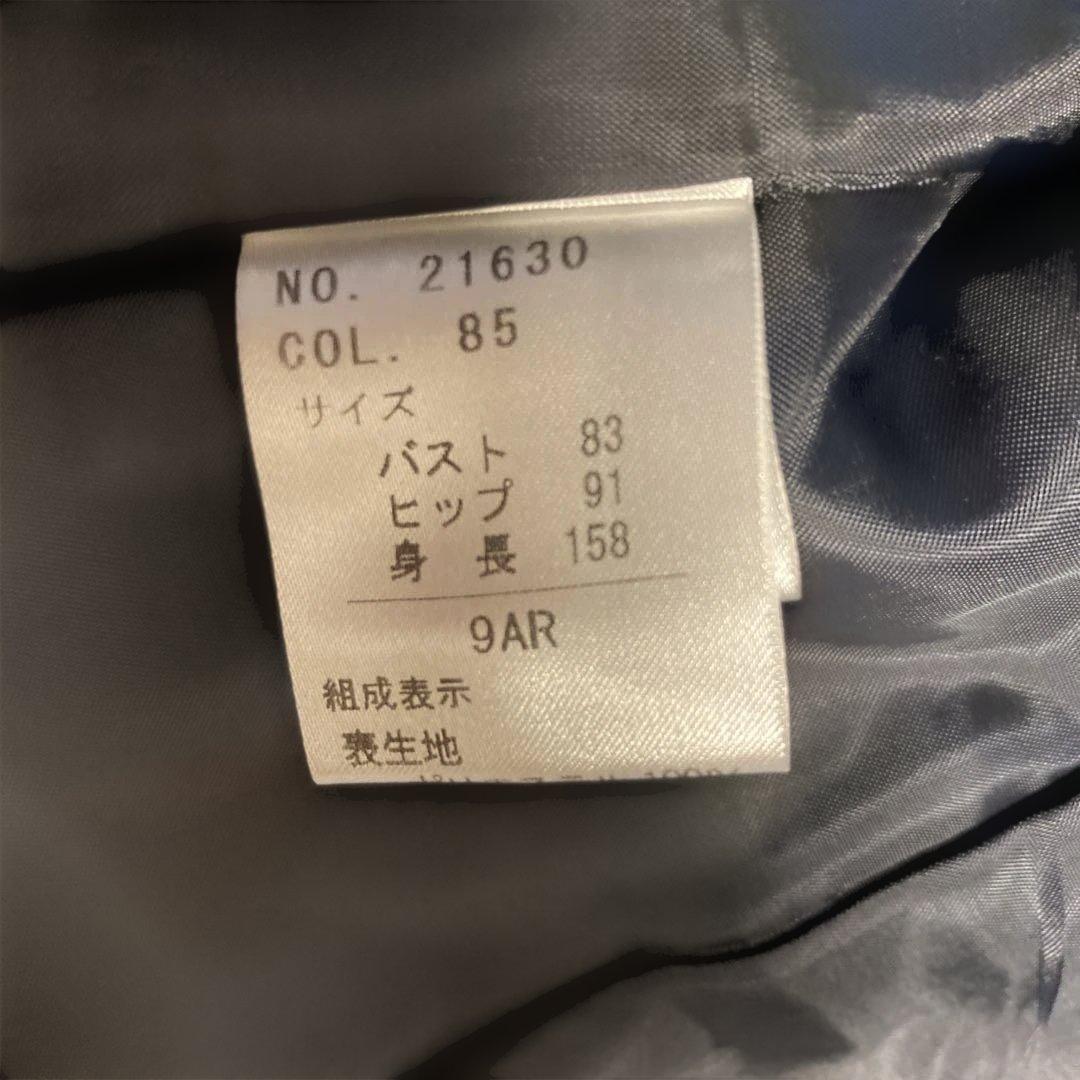 NO. 21630
COL. 85
サイズ
バスト 83
ヒップ 91
身長 158
9AR
組成表示
表生地